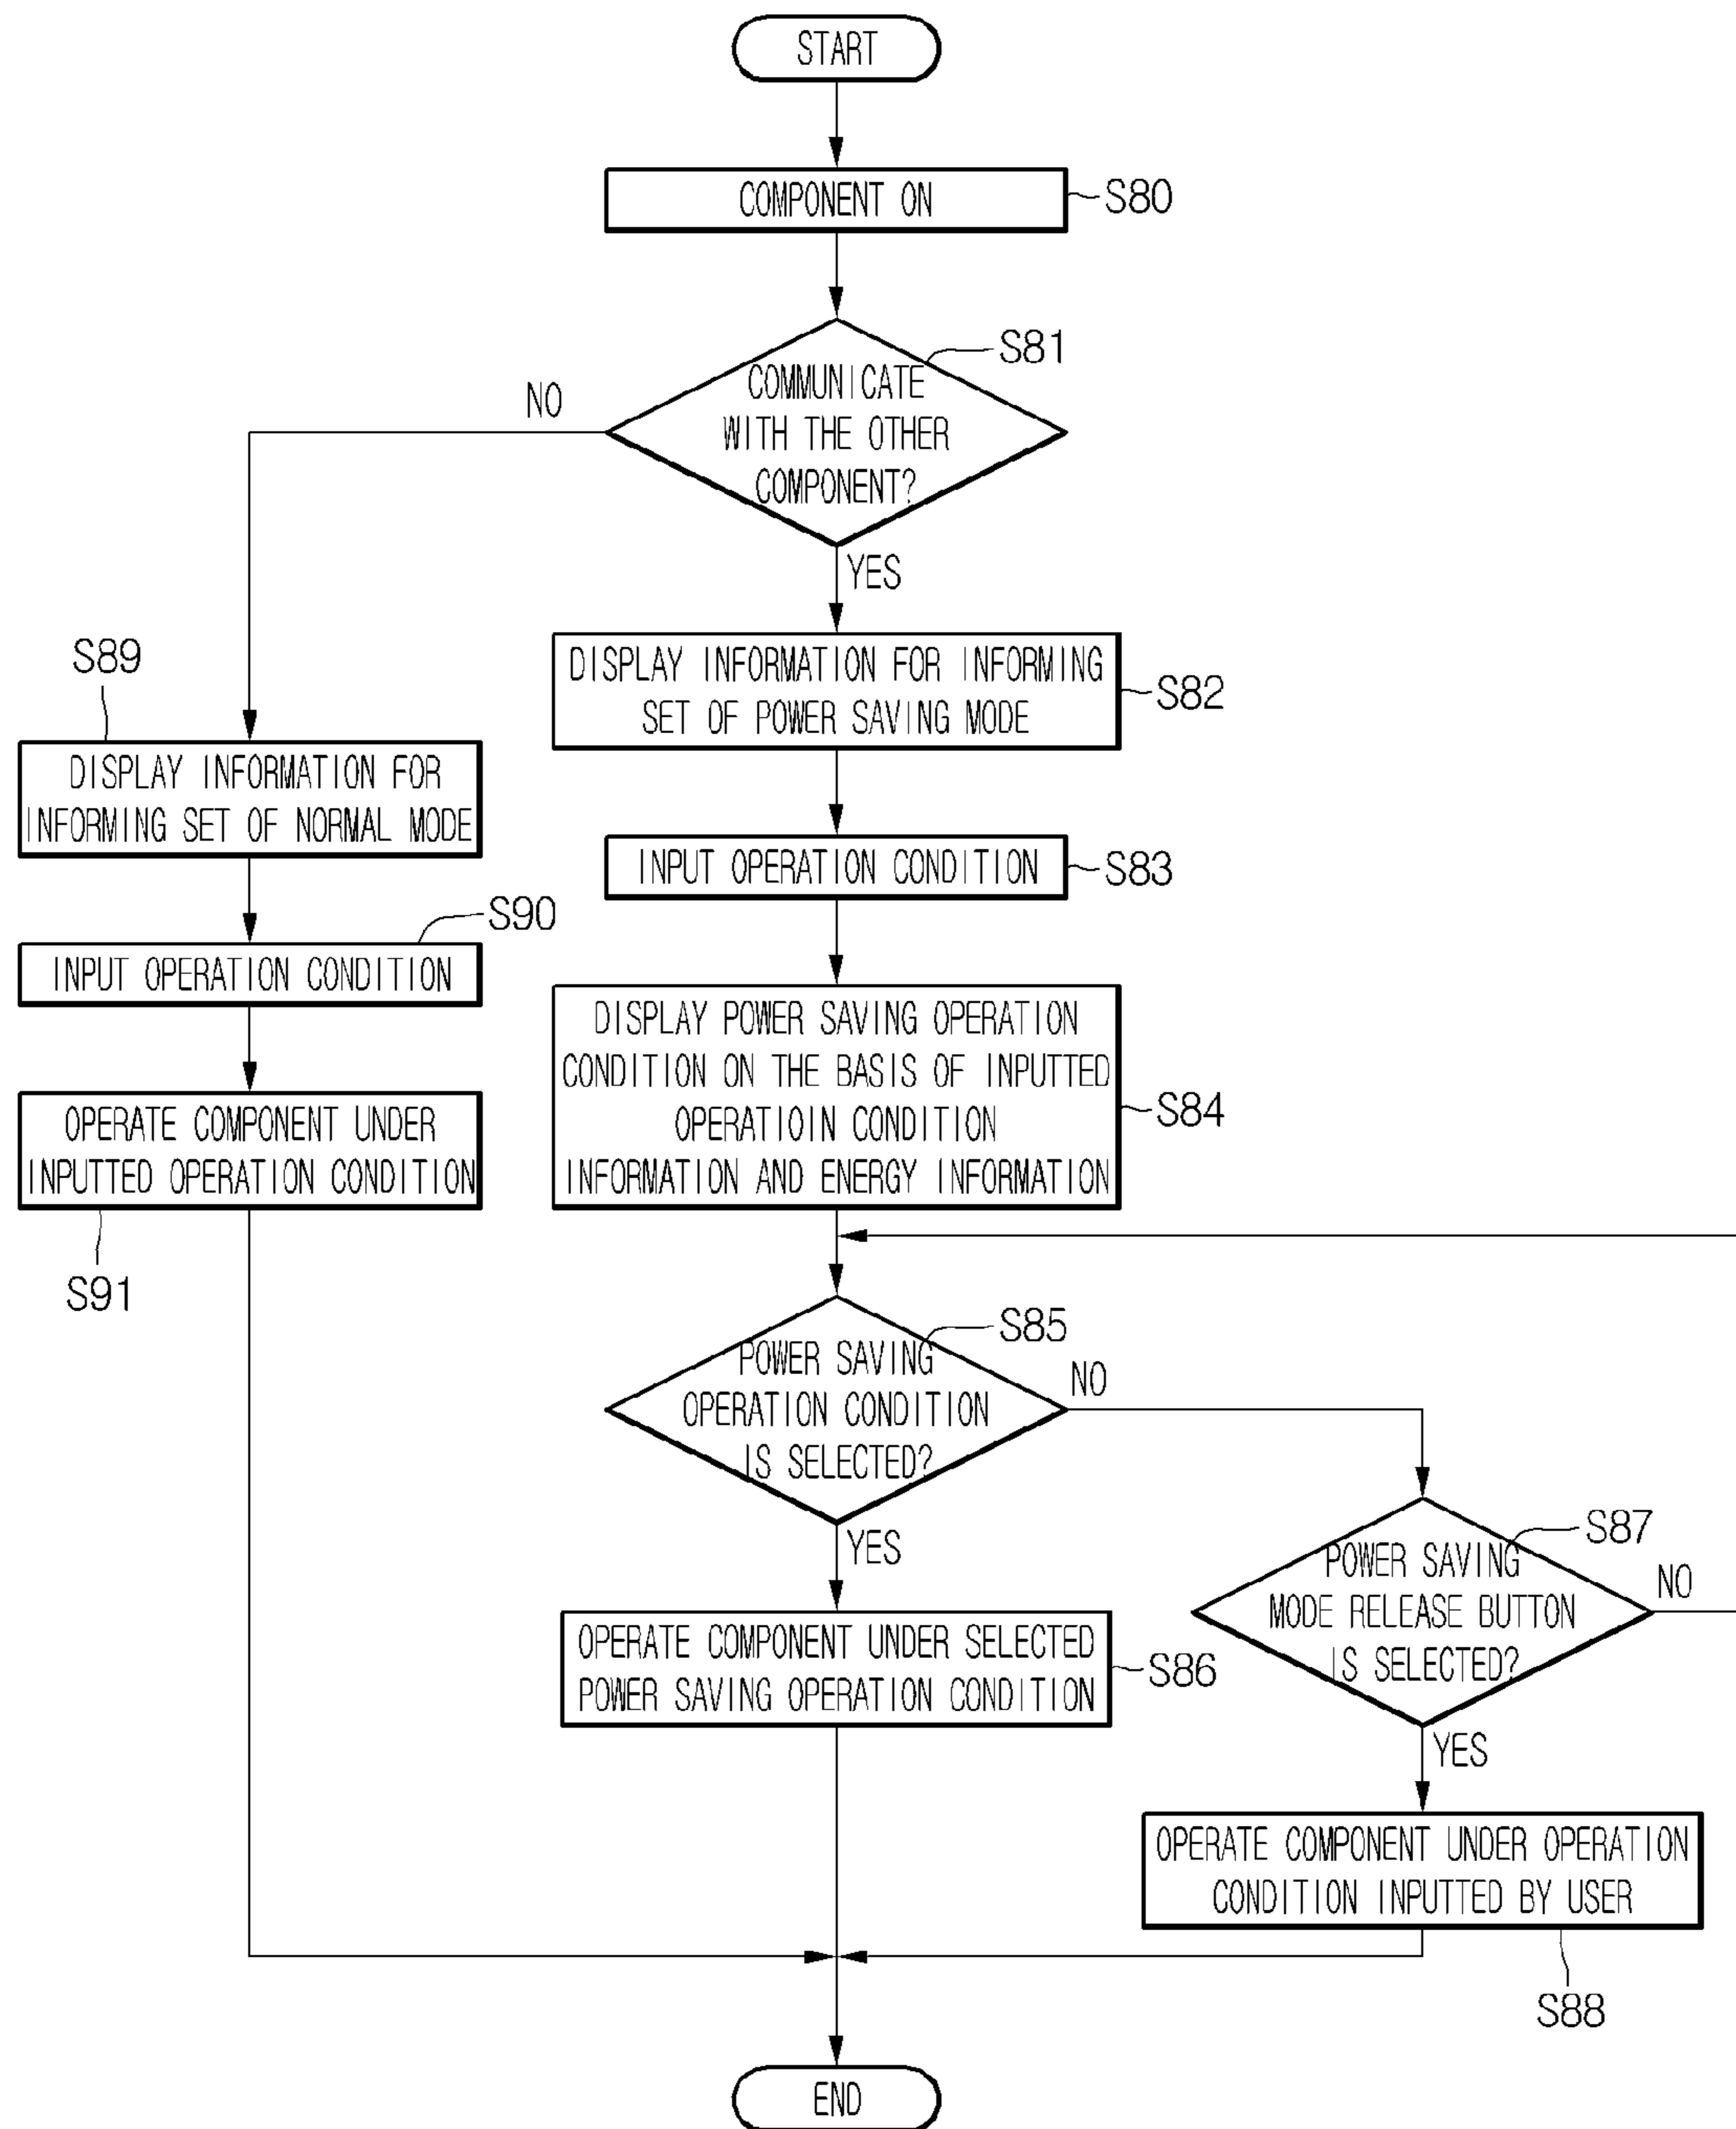 START
COMPONENT ON
S80
S81
COMMUNICATE
WITH THE OTHER
COMPONENT?
NO
YES
DISPLAY INFORMATION FOR INFORMING
SET OF POWER SAVING MODE
S82
S89
DISPLAY INFORMATION FOR
INFORMING SET OF NORMAL MODE
INPUT OPERATION CONDITION
S83
S90
INPUT OPERATION CONDITION
DISPLAY POWER SAVING OPERATION
CONDITION ON THE BASIS OF INPUTTED
OPERATIOIN CONDITION
INFORMATION AND ENERGY INFORMATION
S84
OPERATE COMPONENT UNDER
INPUTTED OPERATION CONDITION
S91
S85
POWER SAVING
OPERATION CONDITION
IS SELECTED?
NO
YES
S87
POWER SAVING
MODE RELEASE BUTTON
IS SELECTED?
NO
YES
OPERATE COMPONENT UNDER SELECTED
POWER SAVING OPERATION CONDITION
S86
OPERATE COMPONENT UNDER OPERATION
CONDITION INPUTTED BY USER
S88
END